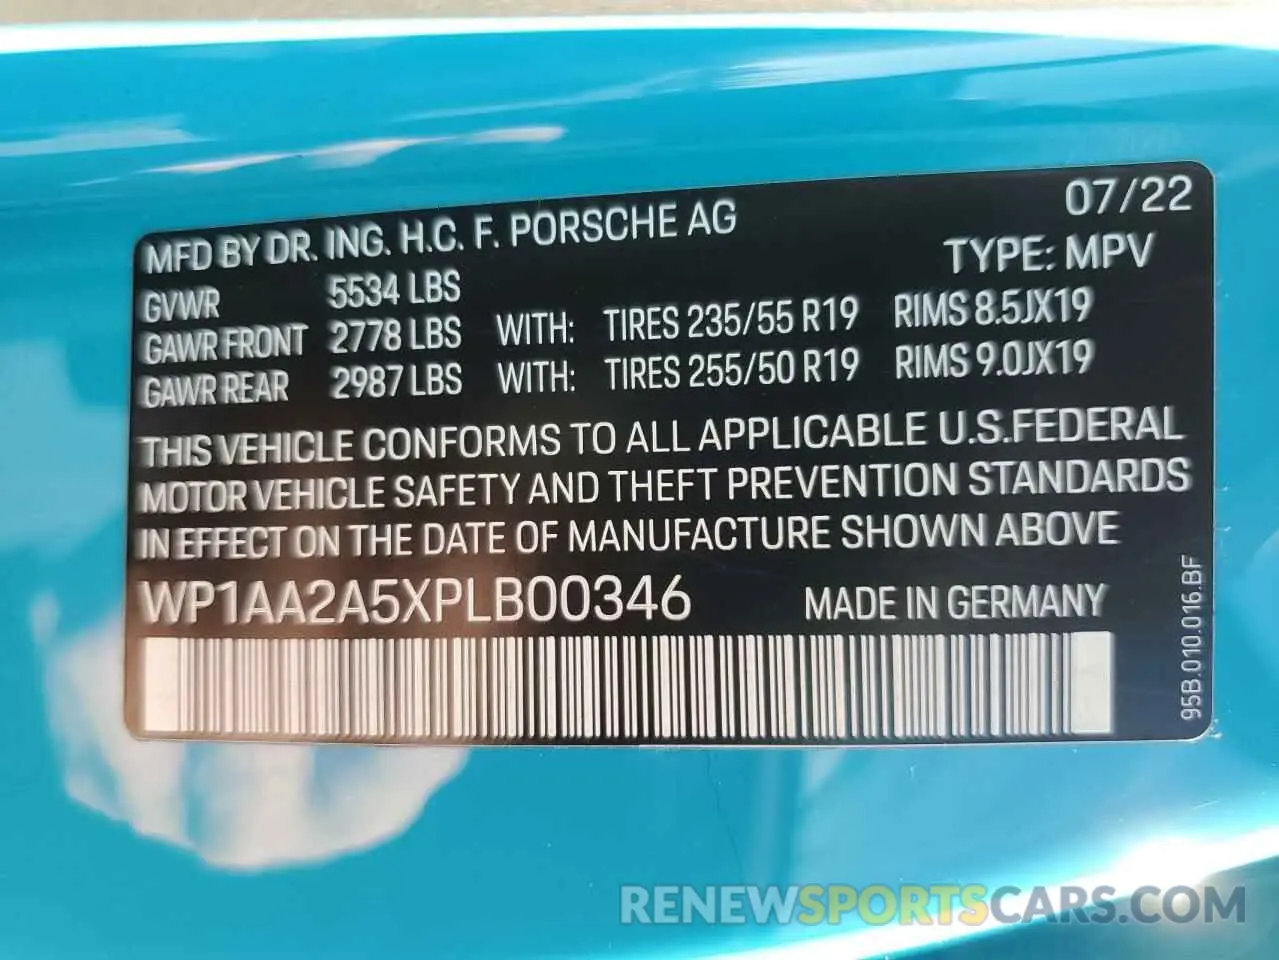 07/22
MFD BY DR. ING. H.C. F. PORSCHE AG
TYPE: MPV
GVWR 5534 LBS
GAWR FRONT 2778 LBS WITH: TIRES 235/55 R19 RIMS 8.5JX19
GAWR REAR 2987 LBS WITH: TIRES 255/50 R19 RIMS 9.0JX19
THIS VEHICLE CONFORMS TO ALL APPLICABLE U.S.FEDERAL
MOTOR VEHICLE SAFETY AND THEFT PREVENTION STANDARDS
IN EFFECT ON THE DATE OF MANUFACTURE SHOWN ABOVE
WP1AA2A5XPLB00346 MADE IN GERMANY
95B.010.016.BF
RENEWSPORTSCARS.COM